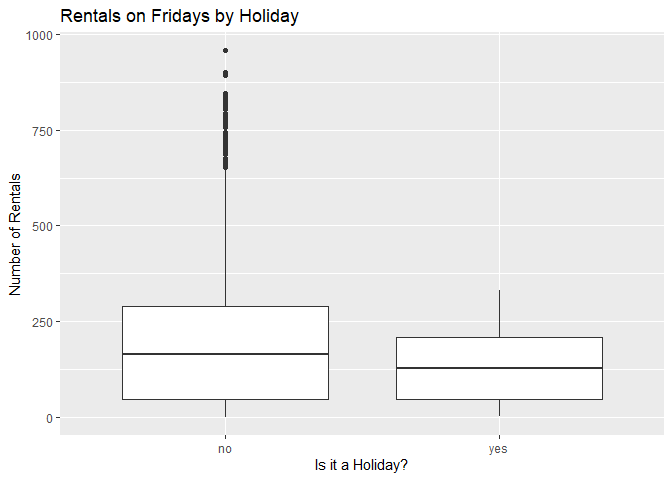 Rentals on Fridays by Holiday
1000
750
500
250
0
Number of Rentals
no yes
Is it a Holiday?